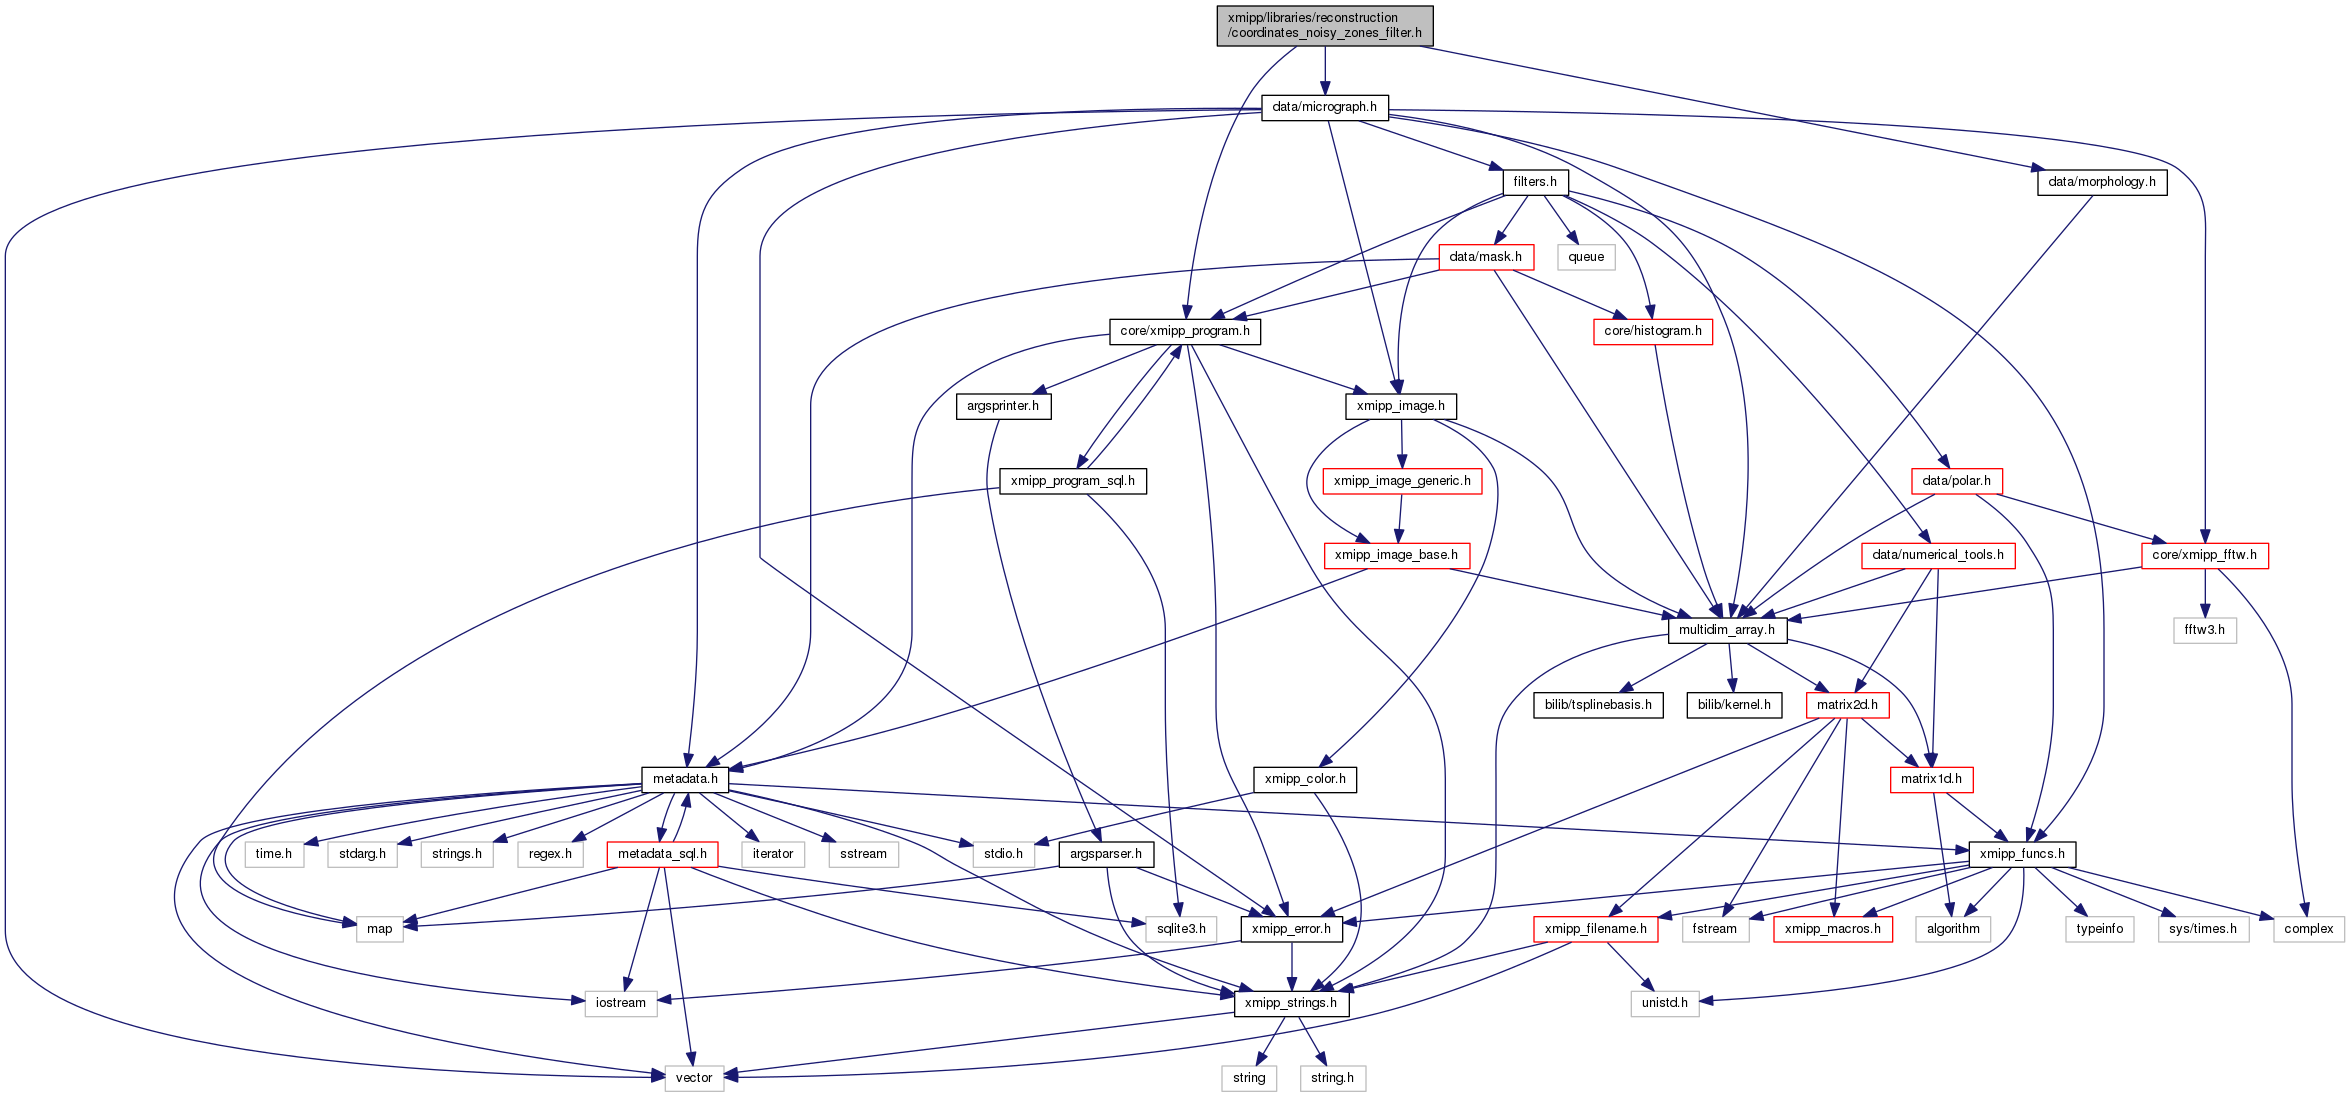 xmipp/libraries/reconstruction
/coordinates_noisy_zones_filter.h
data/micrograph.h
filters.h
data/morphology.h
data/mask.h
queue
core/xmipp_program.h
core/histogram.h
argsprinter.h
xmipp_image.h
xmipp_program_sql.h
xmipp_image_generic.h
data/polar.h
xmipp_image_base.h
data/numerical_tools.h
core/xmipp_fftw.h
multidim_array.h
fftw3.h
bilib/tsplinebasis.h
bilib/kernel.h
matrix2d.h
metadata.h
xmipp_color.h
matrix1d.h
time.h
stdarg.h
strings.h
regex.h
metadata_sql.h
iterator
sstream
stdio.h
argsparser.h
xmipp_funcs.h
map
sqlite3.h
xmipp_error.h
xmipp_filename.h
fstream
xmipp_macros.h
algorithm
typeinfo
sys/times.h
complex
iostream
xmipp_strings.h
unistd.h
vector
string
string.h